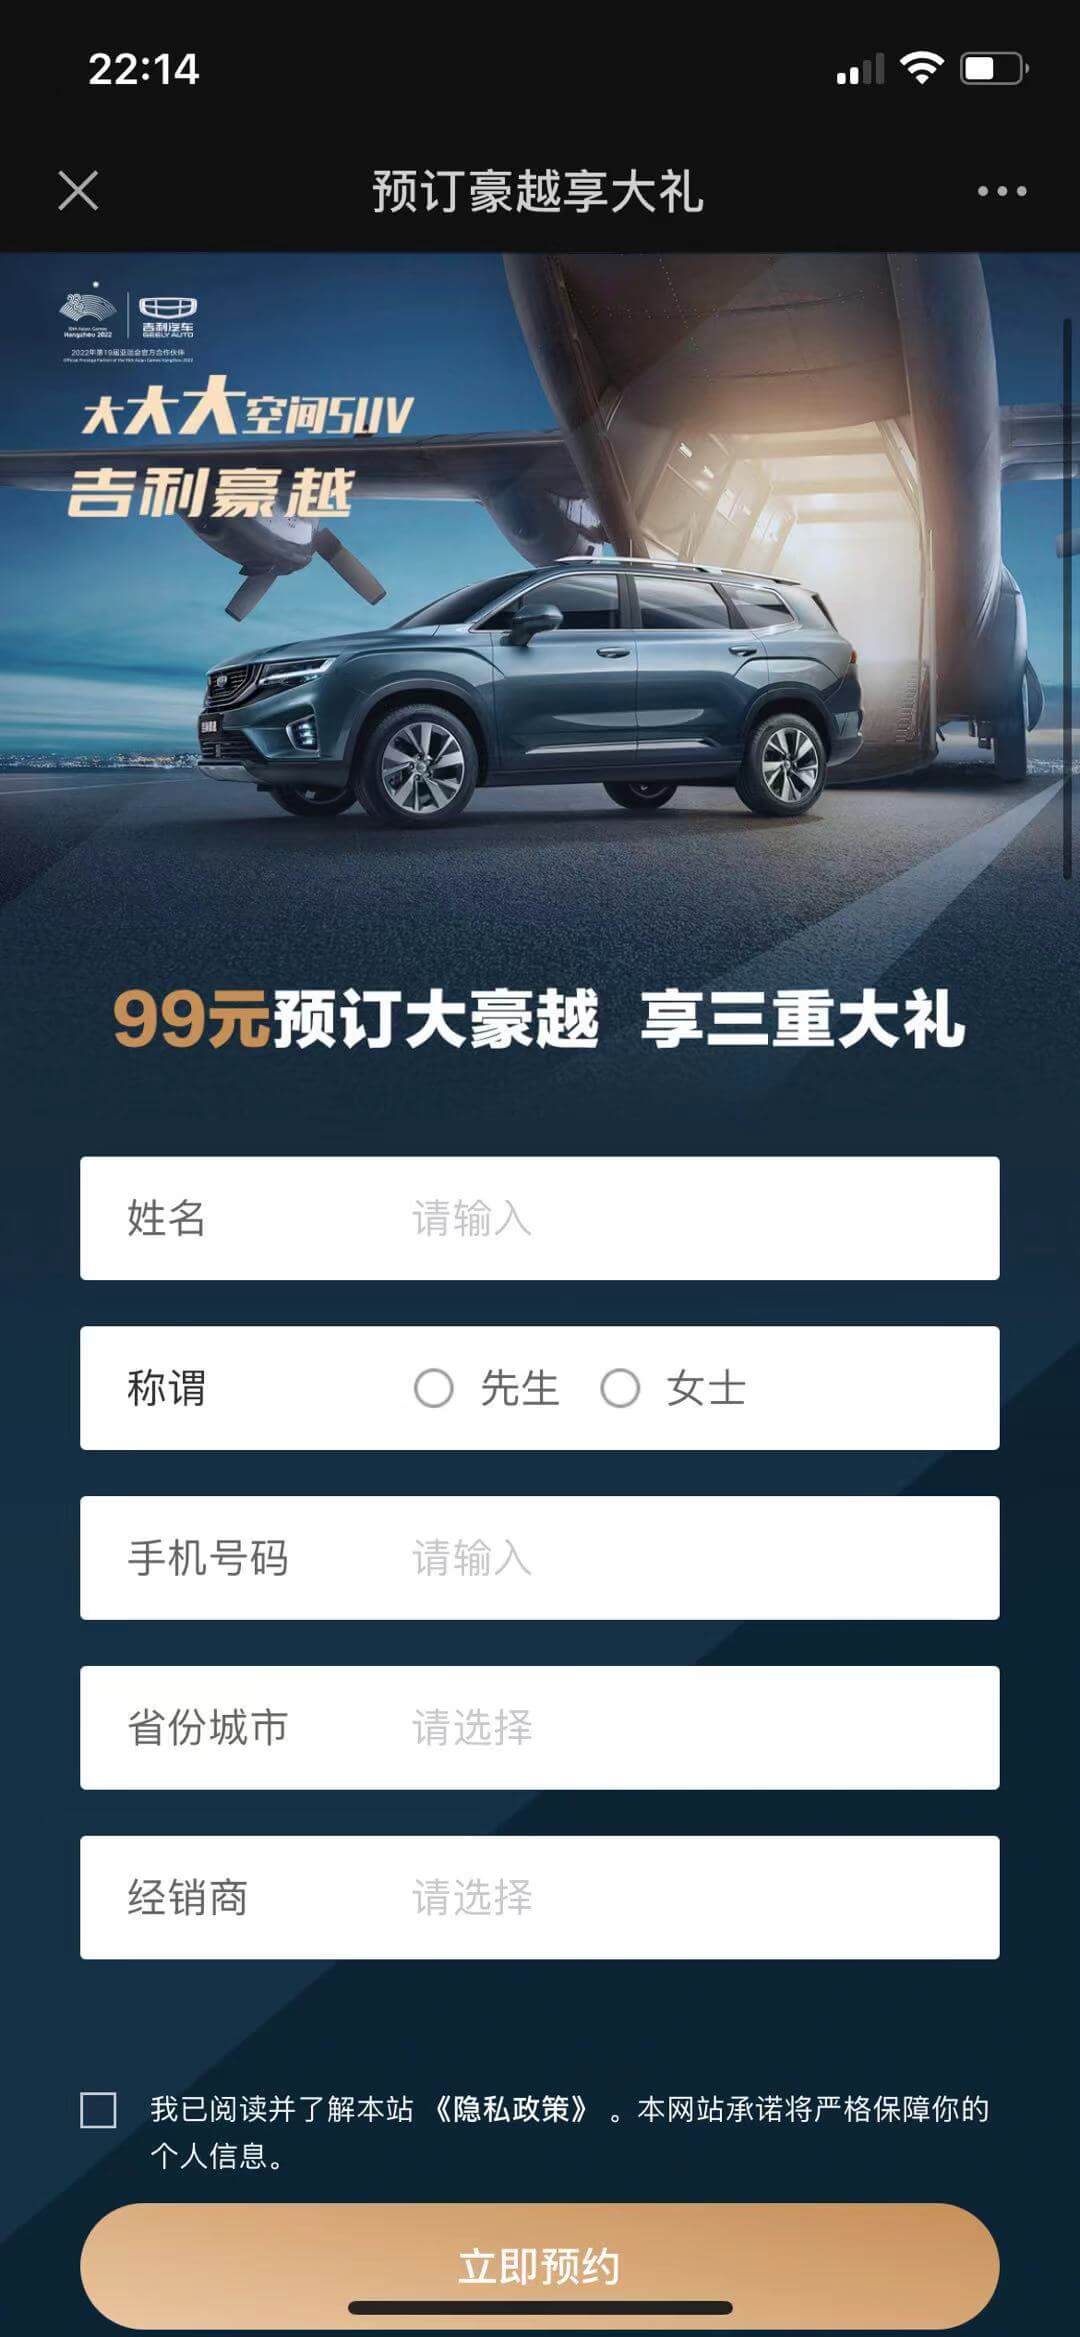 22:14
预订豪越享大礼
19th Asian Games
Hangzhou 2022
吉利汽车
GEELY AUTO
2022年第19届亚运会官方合作伙伴
Official Prestige Partner of the 19th Asian Games Hangzhou 2022
大大大空间SUV
吉利豪越
99元预订大豪越 享三重大礼
姓名 请输入
称谓 先生 女士
手机号码 请输入
省份城市 请选择
经销商 请选择
我已阅读并了解本站《隐私政策》。本网站承诺将严格保障你的
个人信息。
立即预约